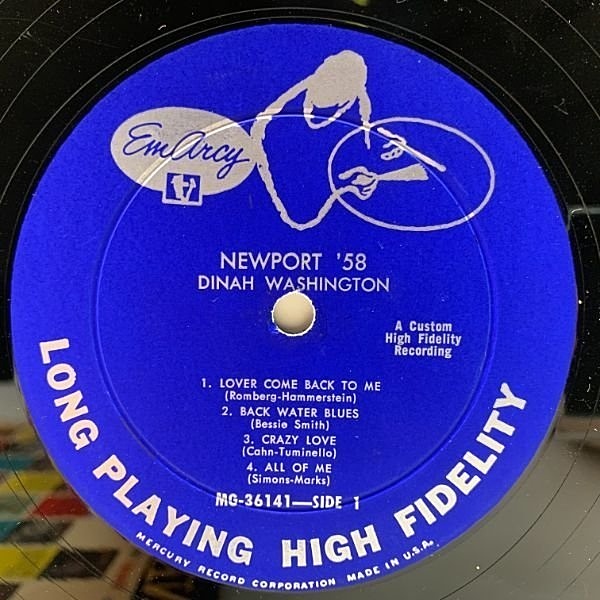 EmArcy
NEWPORT '58
DINAH WASHINGTON
A Custom
High Fidelity
Recording
1. LOVER COME BACK TO ME
(Romberg-Hammerstein)
2. BACK WATER BLUES
(Bessie Smith)
3. CRAZY LOVE
(Cahn-Tuminello)
4. ALL OF ME
(Simons-Marks)
MG-36141—SIDE 1
LONG PLAYING HIGH FIDELITY
MERCURY RECORD CORPORATION MADE IN U.S.A.